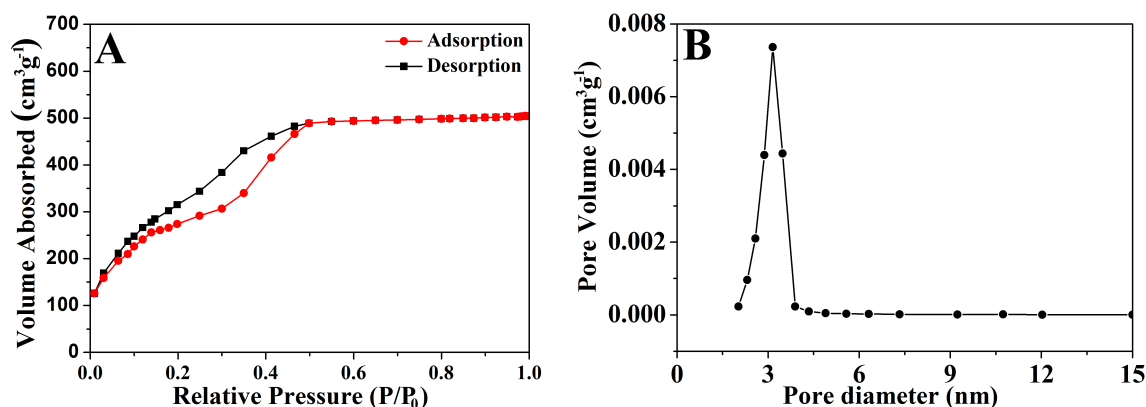 A
Adsorption
Desorption
Volume Abosorbed (cm³g⁻¹)
700
600
500
400
300
200
100
0
0.0 0.2 0.4 0.6 0.8 1.0
Relative Pressure (P/P₀)
B
Pore Volume (cm³g⁻¹)
0.008
0.006
0.004
0.002
0.000
0 3 6 9 12 15
Pore diameter (nm)